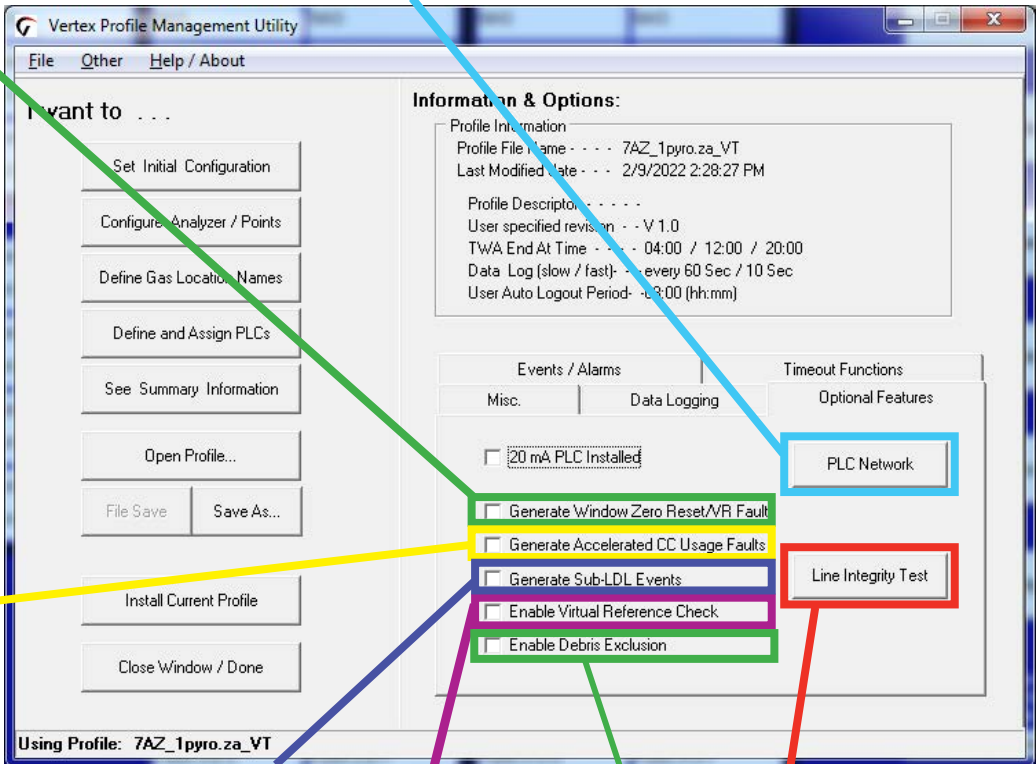 Vertex Profile Management Utility
File Other Help / About
I want to . . .
Set Initial Configuration
Configure Analyzer / Points
Define Gas Location Names
Define and Assign PLCs
See Summary Information
Open Profile...
File Save Save As...
Install Current Profile
Close Window / Done
Information & Options:
Profile Information
Profile File Name - - - - 7AZ_1pyro.za_VT
Last Modified date - - - 2/9/2022 2:28:27 PM
Profile Descriptor - - - - -
User specified revision - - V 1.0
TWA End At Time - - - - 04:00 / 12:00 / 20:00
Data Log (slow / fast)- - - every 60 Sec / 10 Sec
User Auto Logout Period- -08:00 (hh:mm)
Events / Alarms Timeout Functions
Misc. Data Logging Optional Features
20 mA PLC Installed
PLC Network
Generate Window Zero Reset/VR Fault
Generate Accelerated CC Usage Faults
Generate Sub-LDL Events
Line Integrity Test
Enable Virtual Reference Check
Enable Debris Exclusion
Using Profile: 7AZ_1pyro.za_VT